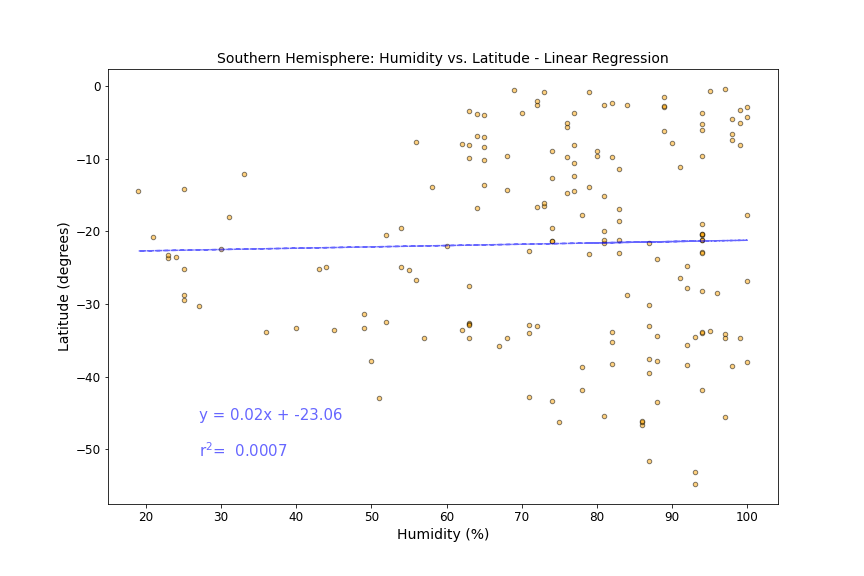 Southern Hemisphere: Humidity vs. Latitude - Linear Regression
0
−10
−20
−30
−40
−50
Latitude (degrees)
y = 0.02x + -23.06
r²=  0.0007
20 30 40 50 60 70 80 90 100
Humidity (%)